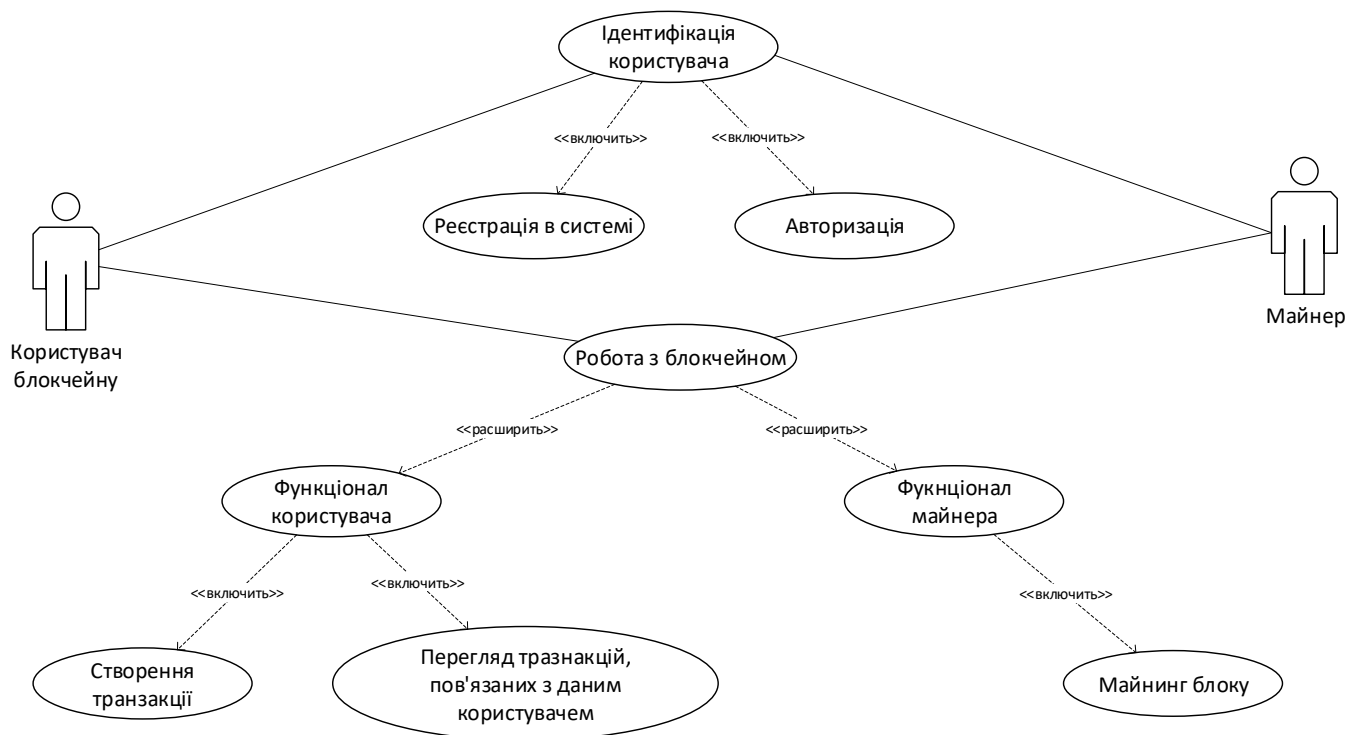 Ідентифікація
користувача
<<включить>>
<<включить>>
Реєстрація в системі
Авторизація
Користувач
блокчейну
Майнер
Робота з блокчейном
<<расширить>>
<<расширить>>
Функціонал
користувача
Фукнціонал
майнера
<<включить>>
<<включить>>
<<включить>>
Створення
транзакції
Перегляд тразнакцій,
пов'язаних з даним
користувачем
Майнинг блоку